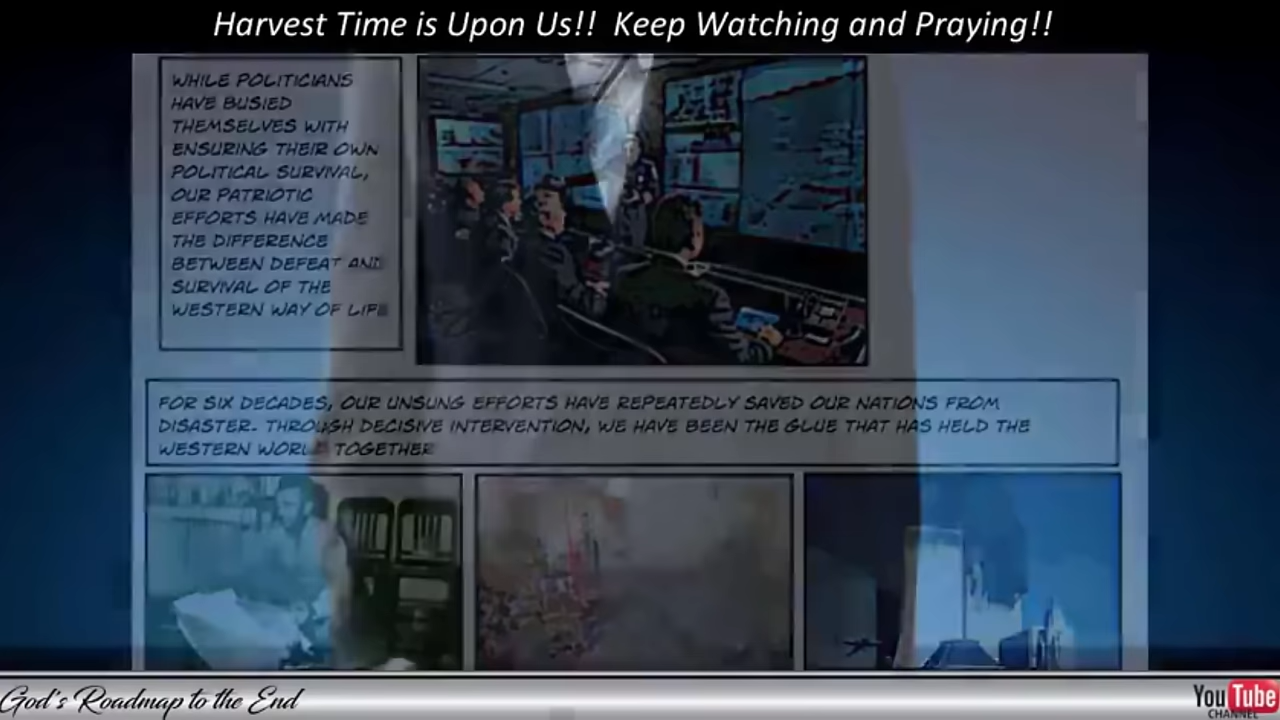 Harvest Time is Upon Us!! Keep Watching and Praying!!
WHILE POLITICIANS
HAVE BUSIED
THEMSELVES WITH
ENSURING THEIR OWN
POLITICAL SURVIVAL,
OUR PATRIOTIC
EFFORTS HAVE MADE
THE DIFFERENCE
BETWEEN DEFEAT AND
SURVIVAL OF THE
WESTERN WAY OF LIFE
FOR SIX DECADES, OUR UNSUNG EFFORTS HAVE REPEATEDLY SAVED OUR NATIONS FROM
DISASTER. THROUGH DECISIVE INTERVENTION, WE HAVE BEEN THE GLUE THAT HAS HELD THE
WESTERN WORLD TOGETHER
God's Roadmap to the End
YouTube
CHANNEL